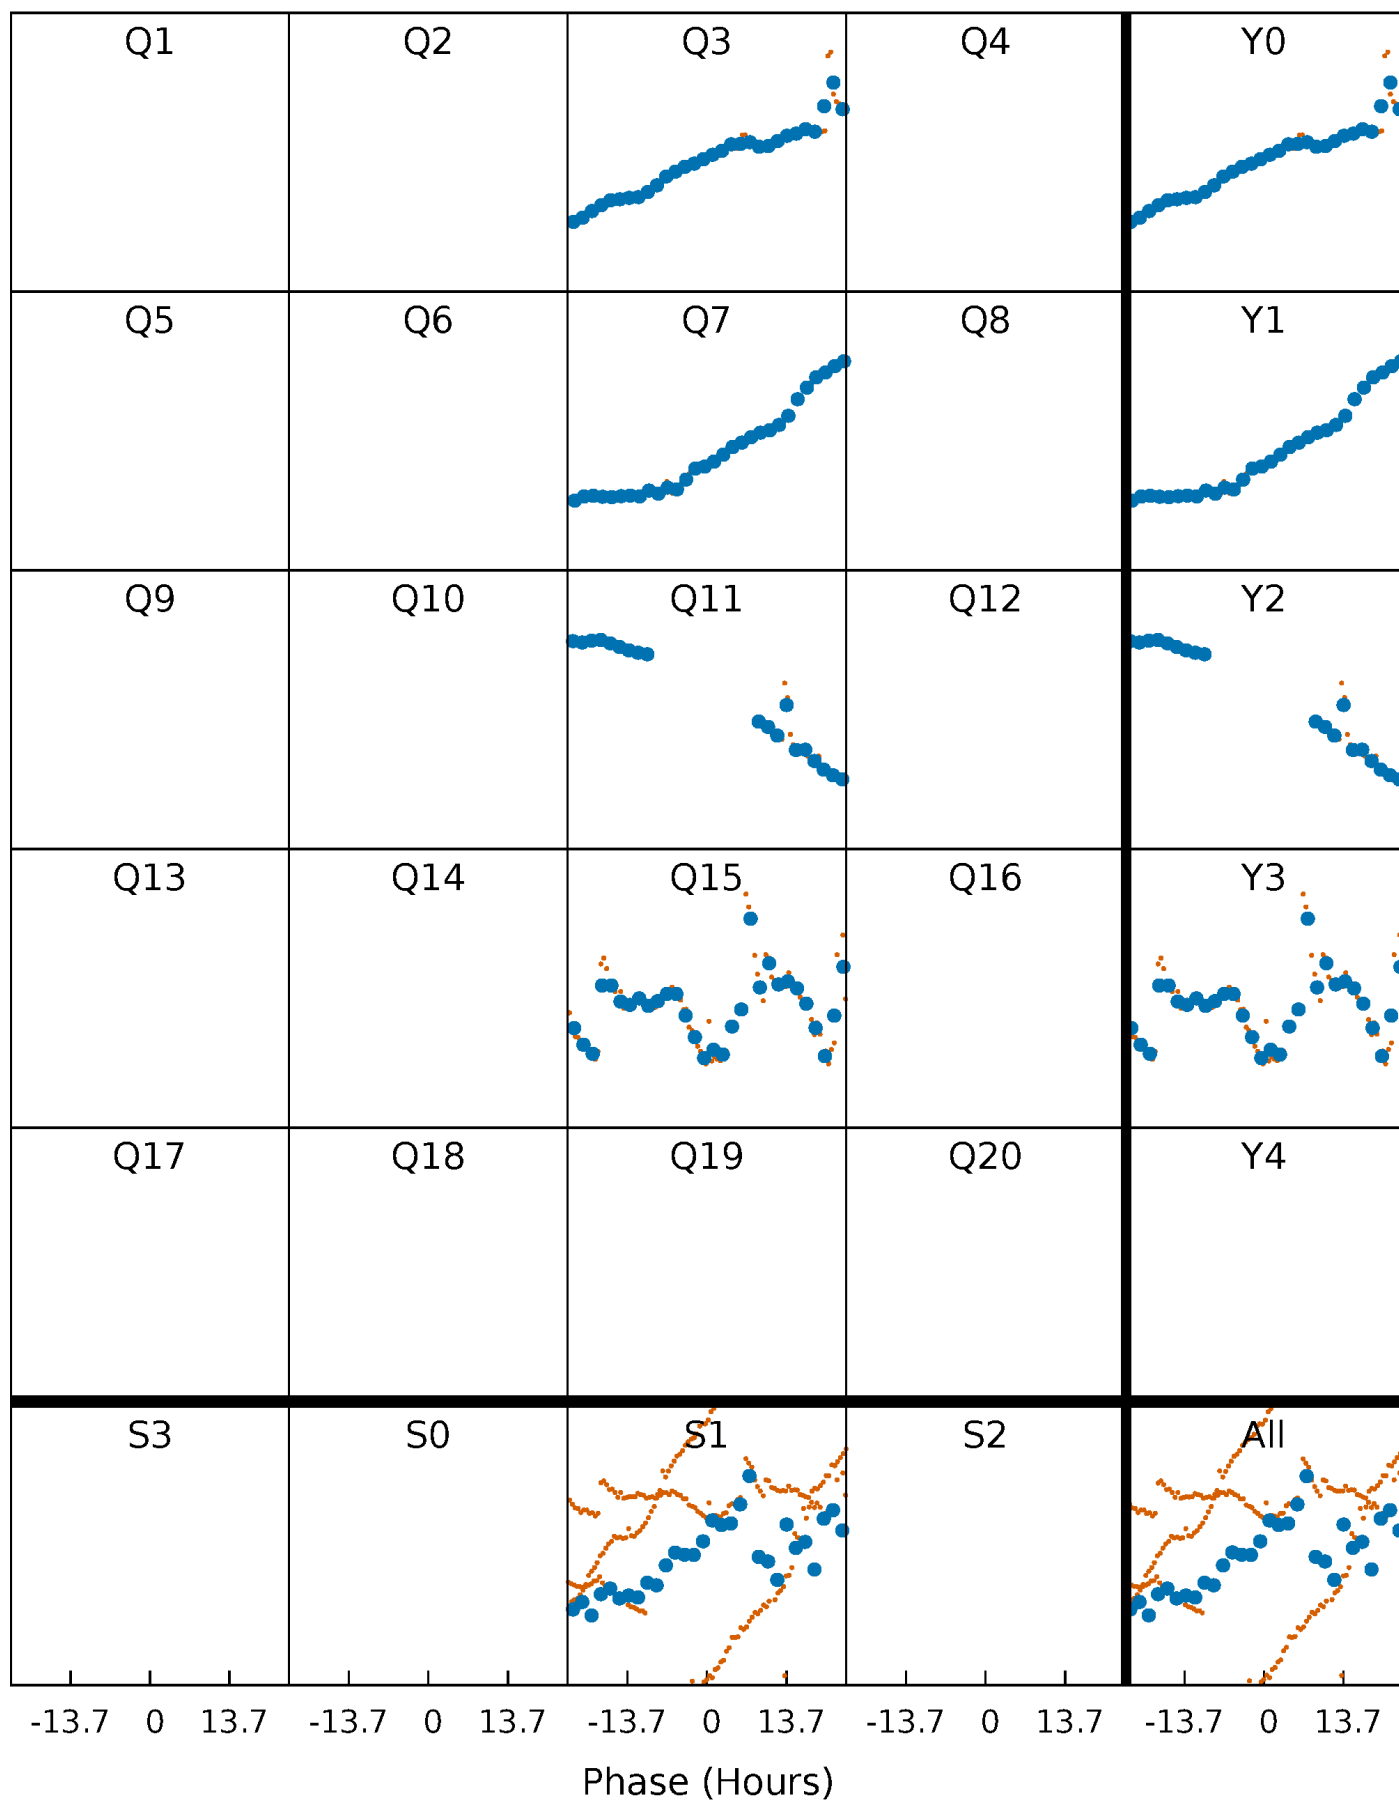 Q1 Q2 Q3 Q4 Y0
Q5 Q6 Q7 Q8 Y1
Q9 Q10 Q11 Q12 Y2
Q13 Q14 Q15 Q16 Y3
Q17 Q18 Q19 Q20 Y4
S3 S0 S1 S2 All
-13.7 0 13.7 -13.7 0 13.7 -13.7 0 13.7 -13.7 0 13.7 -13.7 0 13.7
Phase (Hours)